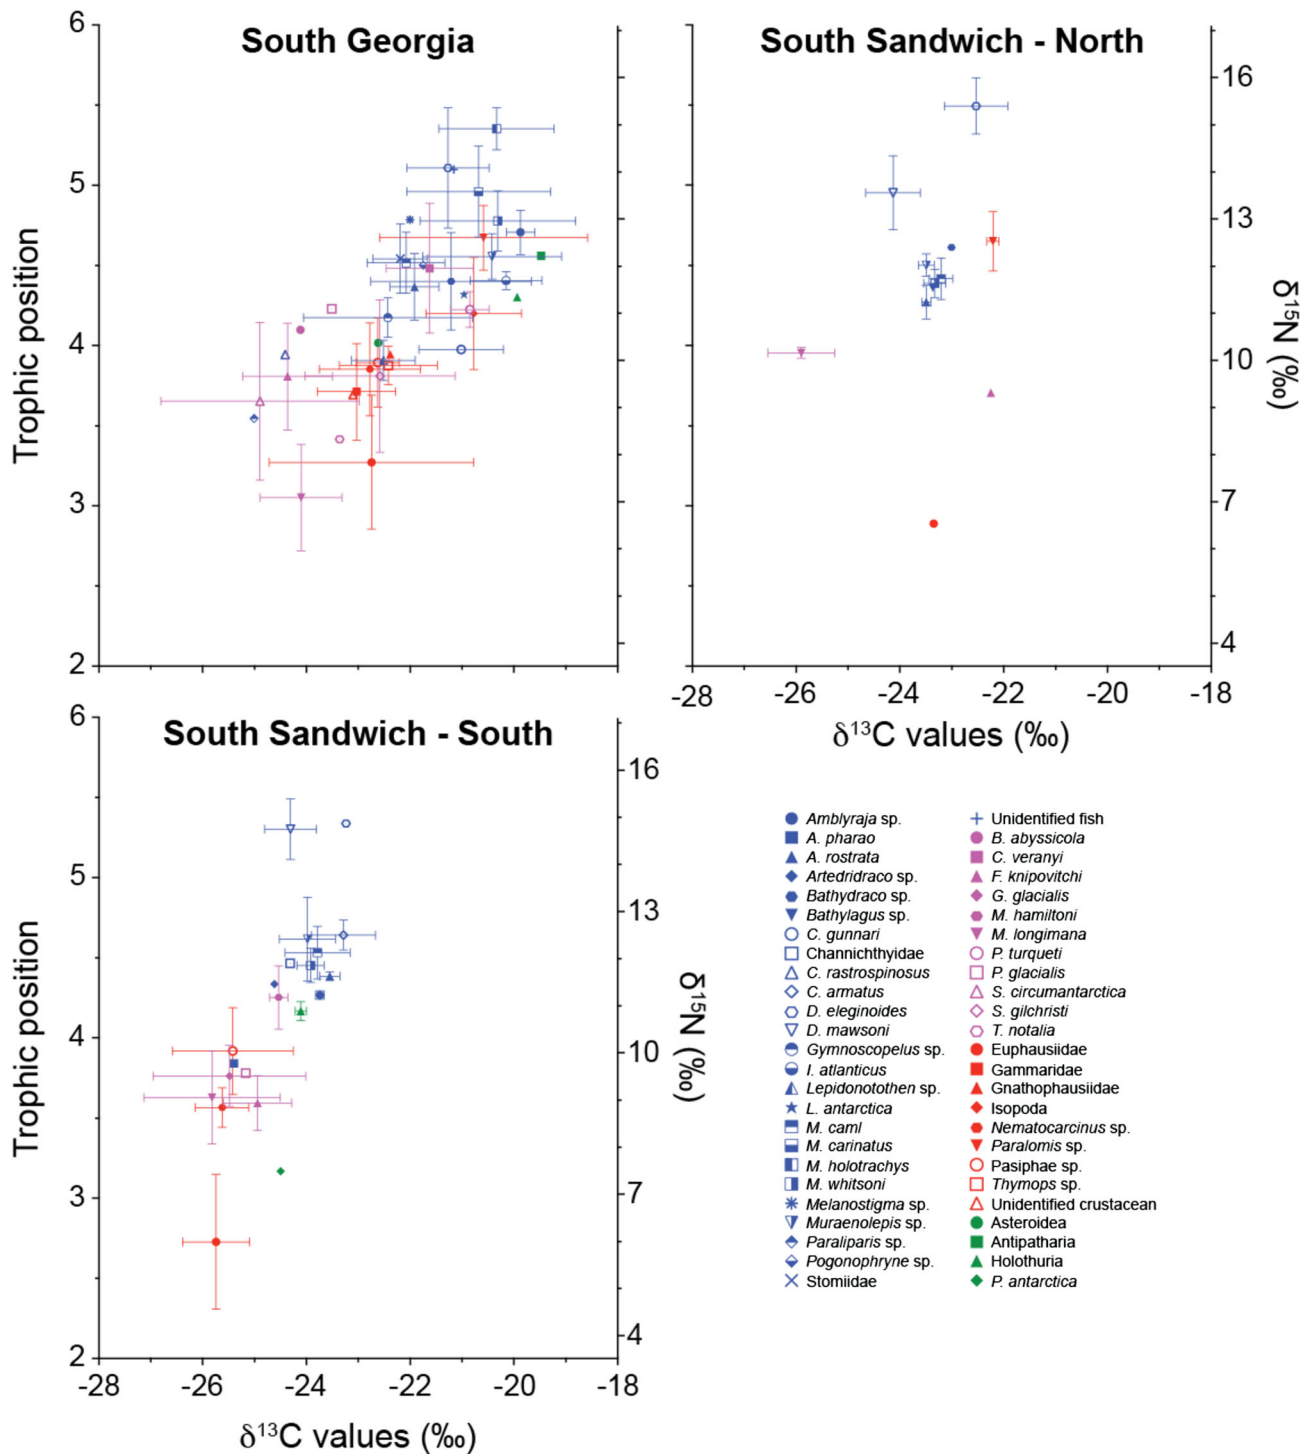 South Georgia
South Sandwich - North
6
5
4
3
2
Trophic position
16
13
10
7
4
δ15N (‰)
-28
-26
-24
-22
-20
-18
δ13C values (‰)
South Sandwich - South
6
5
4
3
2
Trophic position
16
13
10
7
4
δ15N (‰)
-28
-26
-24
-22
-20
-18
δ13C values (‰)
Amblyraja sp.
A. pharao
A. rostrata
Artedridraco sp.
Bathydraco sp.
Bathylagus sp.
C. gunnari
Channichthyidae
C. rastrospinosus
C. armatus
D. eleginoides
D. mawsoni
Gymnoscopelus sp.
I. atlanticus
Lepidonotothen sp.
L. antarctica
M. caml
M. carinatus
M. holotrachys
M. whitsoni
Melanostigma sp.
Muraenolepis sp.
Paraliparis sp.
Pogonophryne sp.
Stomiidae
Unidentified fish
B. abyssicola
C. veranyi
F. knipovitchi
G. glacialis
M. hamiltoni
M. longimana
P. turqueti
P. glacialis
S. circumantarctica
S. gilchristi
T. notalia
Euphausiidae
Gammaridae
Gnathophausiidae
Isopoda
Nematocarcinus sp.
Paralomis sp.
Pasiphae sp.
Thymops sp.
Unidentified crustacean
Asteroidea
Antipatharia
Holothuria
P. antarctica